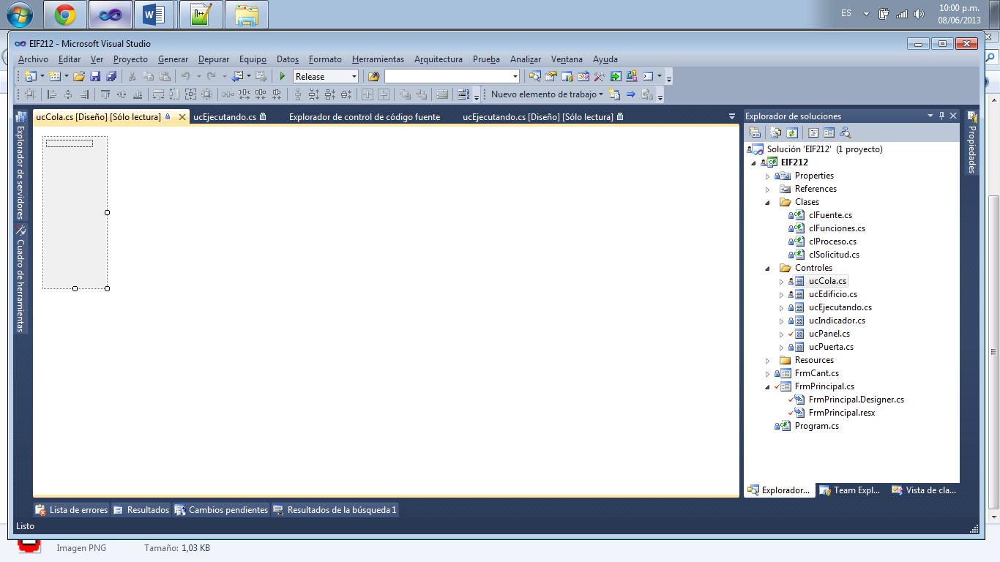 ES
10:00 p.m.
08/06/2013
EIF212 - Microsoft Visual Studio
Archivo Editar Ver Proyecto Generar Depurar Equipo Datos Formato Herramientas Arquitectura Prueba Analizar Ventana Ayuda
Release
Nuevo elemento de trabajo
ucCola.cs [Diseño] [Sólo lectura] ucEjecutando.cs Explorador de control de código fuente ucEjecutando.cs [Diseño] [Sólo lectura]
Explorador de servidores
Cuadro de herramientas
Explorador de soluciones
Solución 'EIF212' (1 proyecto)
EIF212
Properties
References
Clases
clFuente.cs
clFunciones.cs
clProceso.cs
clSolicitud.cs
Controles
ucCola.cs
ucEdificio.cs
ucEjecutando.cs
ucIndicador.cs
ucPanel.cs
ucPuerta.cs
Resources
FrmCant.cs
FrmPrincipal.cs
FrmPrincipal.Designer.cs
FrmPrincipal.resx
Program.cs
Explorador... Team Expl... Vista de cla...
Propiedades
Lista de errores Resultados Cambios pendientes Resultados de la búsqueda 1
Listo
Imagen PNG Tamaño: 1,03 KB